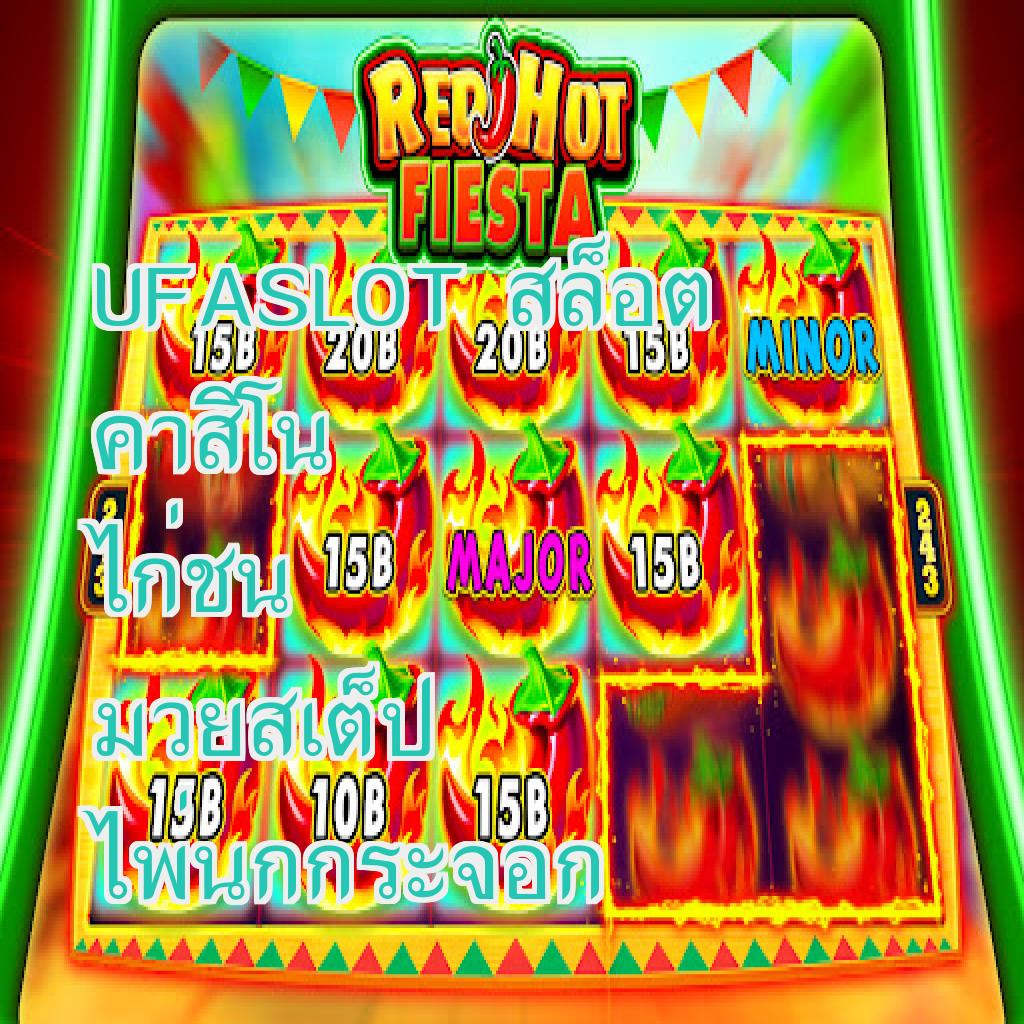 RED HOT
FIESTA
UFASLOT สล็อต
15B 20B 20B 15B MINOR
คาสิโน
243 15B MAJOR 15B 243
ไก่ชน
มวยสเต็ป
10B 15B
ไพ่นกกระจอก